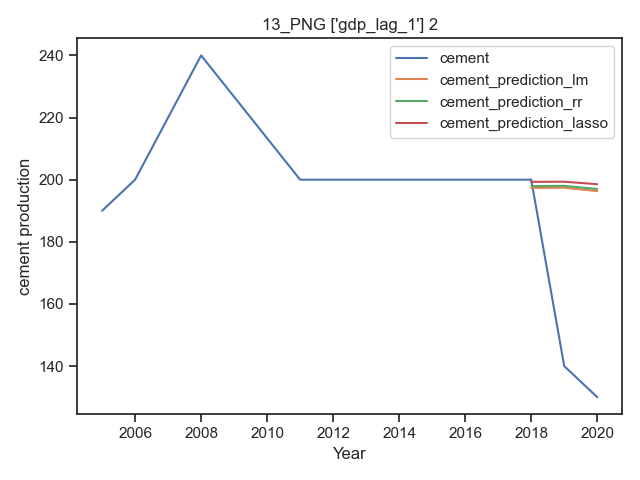 13_PNG ['gdp_lag_1'] 2
cement
cement_prediction_lm
cement_prediction_rr
cement_prediction_lasso
cement production
240
220
200
180
160
140
2006 2008 2010 2012 2014 2016 2018 2020
Year